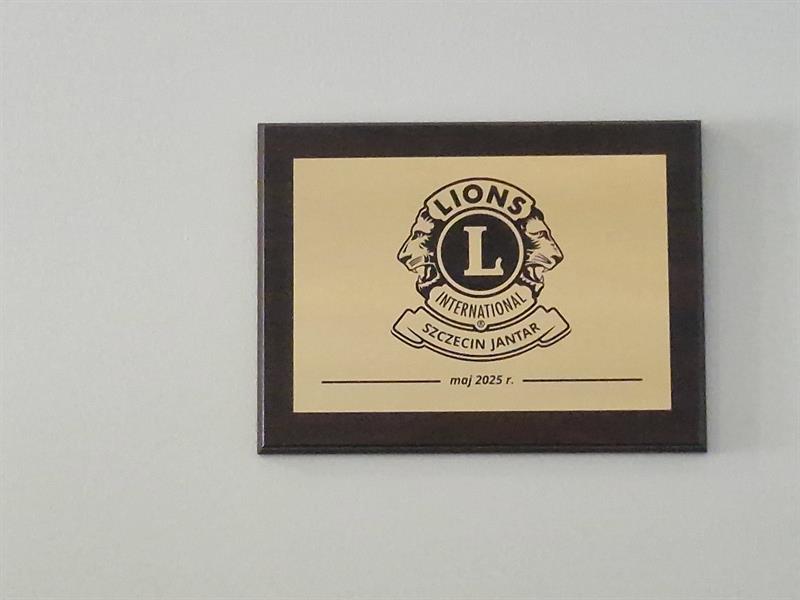 LIONS
L
INTERNATIONAL
®
SZCZECIN JANTAR
maj 2025 r.